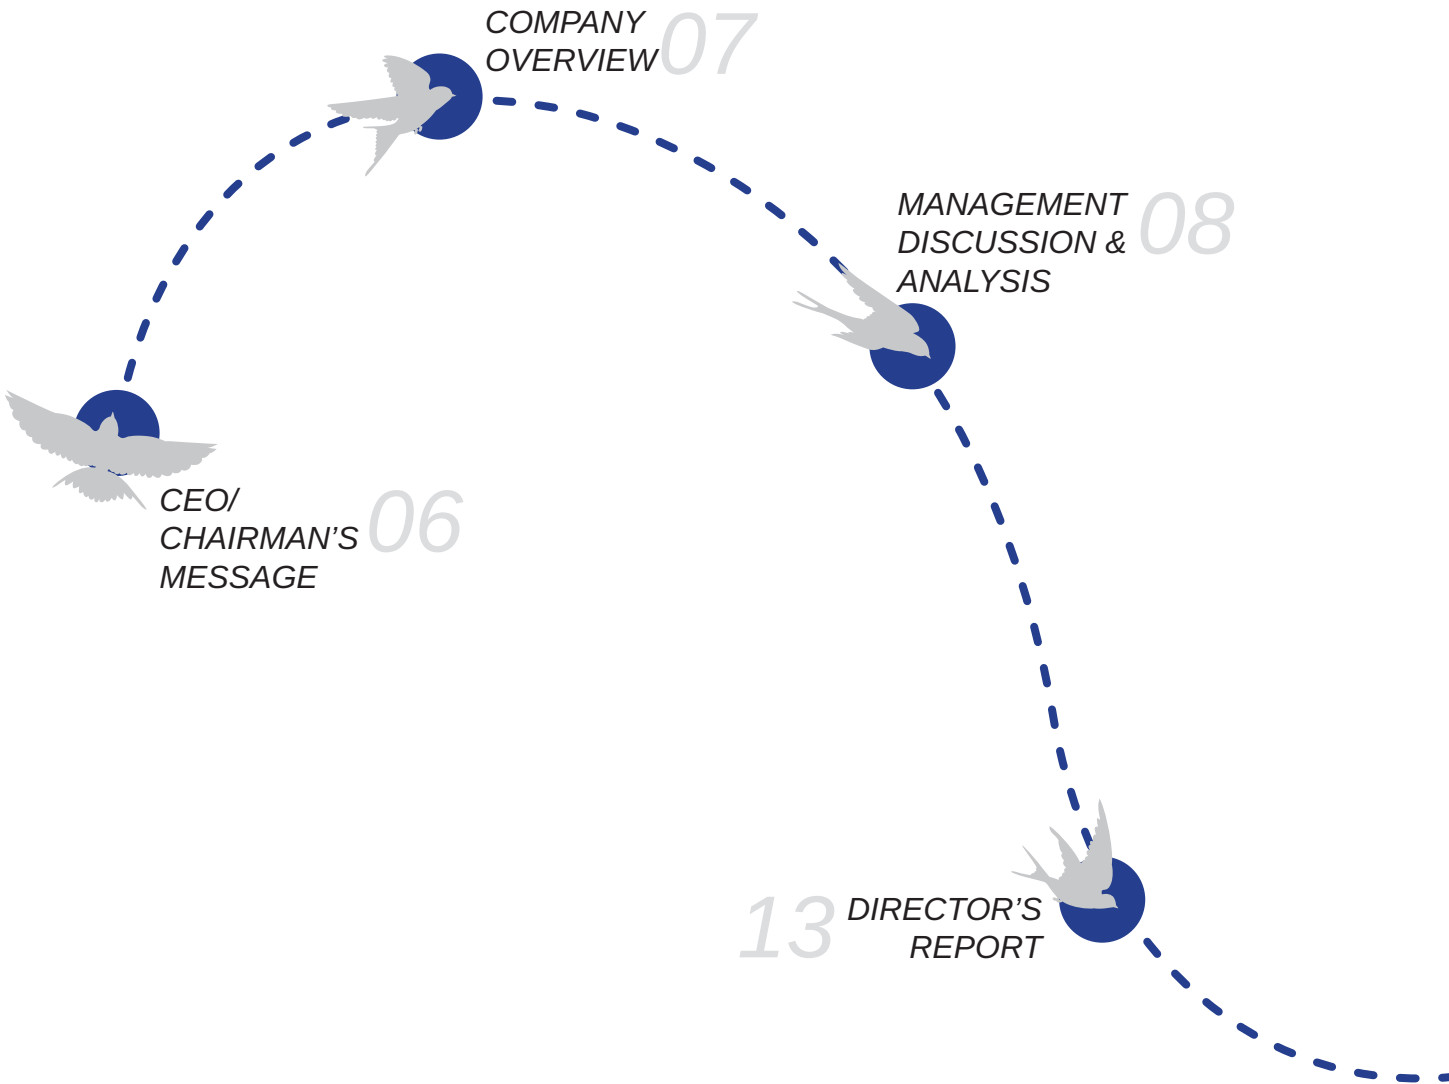 COMPANY
OVERVIEW 07
MANAGEMENT
DISCUSSION & 08
ANALYSIS
CEO/
CHAIRMAN’S 06
MESSAGE
13 DIRECTOR’S
REPORT